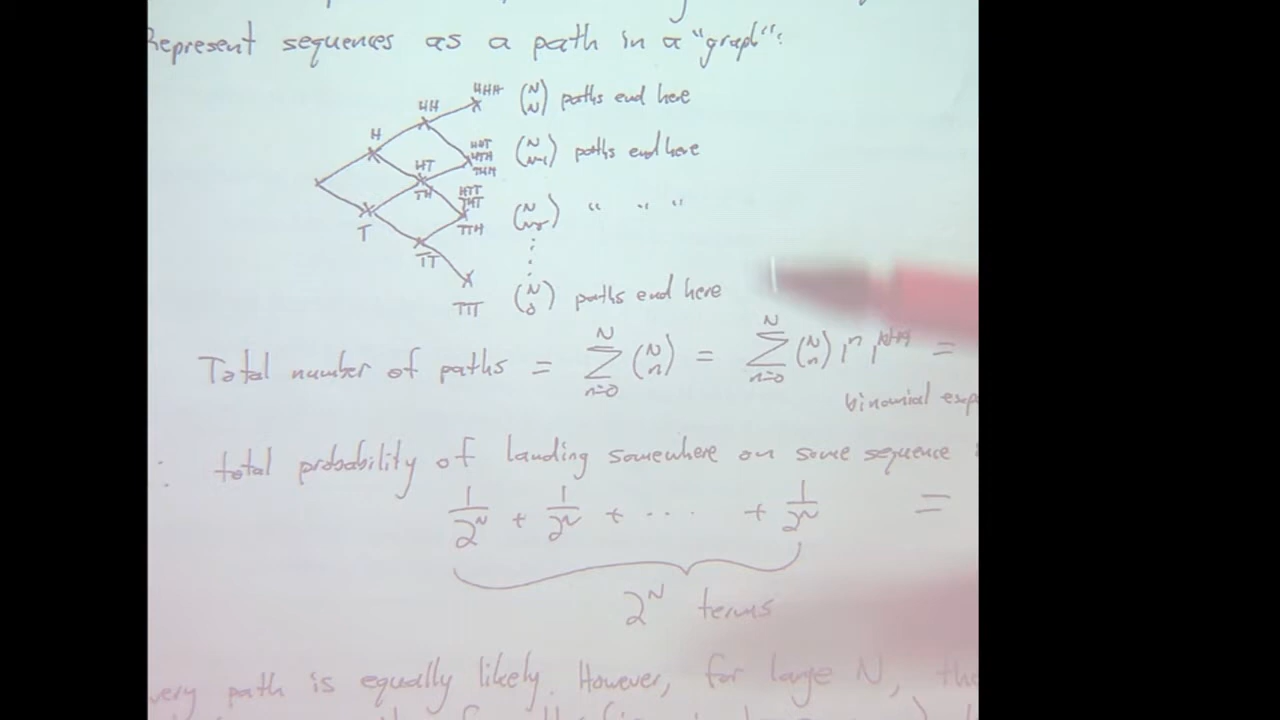 Represent sequences as a path in a "graph":
HHH (N N) paths end here
HH
H
HHT HTH THH (N N-1) paths end here
HT
TH
HTT THT TTH (N N-2) " " "
T
TT
TTT (N 0) paths end here
Total number of paths = N Σ n=0 (N n) = N Σ n=0 (N n) 1^n 1^N-n =
binomial
: total probability of landing somewhere on some sequence
1/2^N + 1/2^N + ... + 1/2^N =
2^N terms
very path is equally likely. However, for large N,